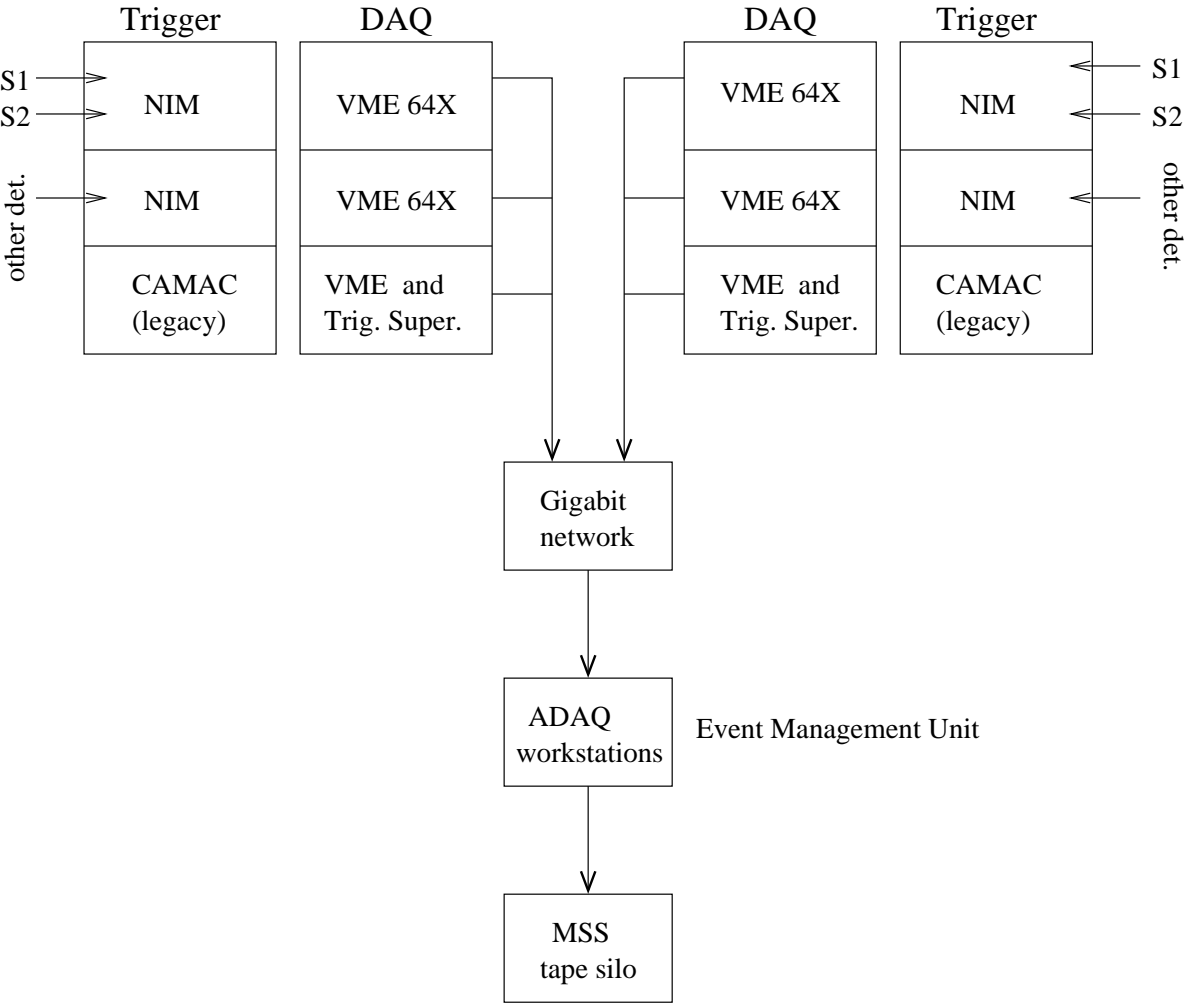 Trigger
DAQ
DAQ
Trigger
S1
S2
NIM
VME 64X
VME 64X
NIM
S1
S2
other det.
NIM
VME 64X
VME 64X
NIM
other det.
CAMAC
(legacy)
VME and
Trig. Super.
VME and
Trig. Super.
CAMAC
(legacy)
Gigabit
network
ADAQ
workstations
Event Management Unit
MSS
tape silo